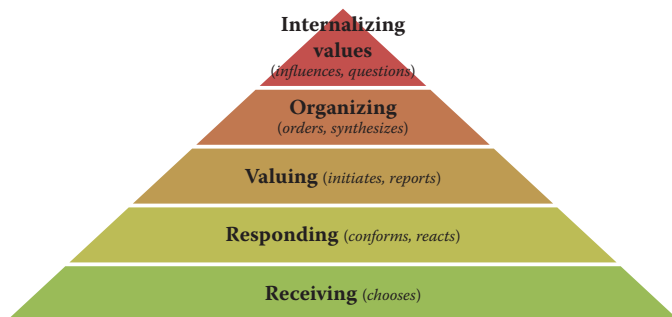 Internalizing
values
(influences, questions)
Organizing
(orders, synthesizes)
Valuing (initiates, reports)
Responding (conforms, reacts)
Receiving (chooses)